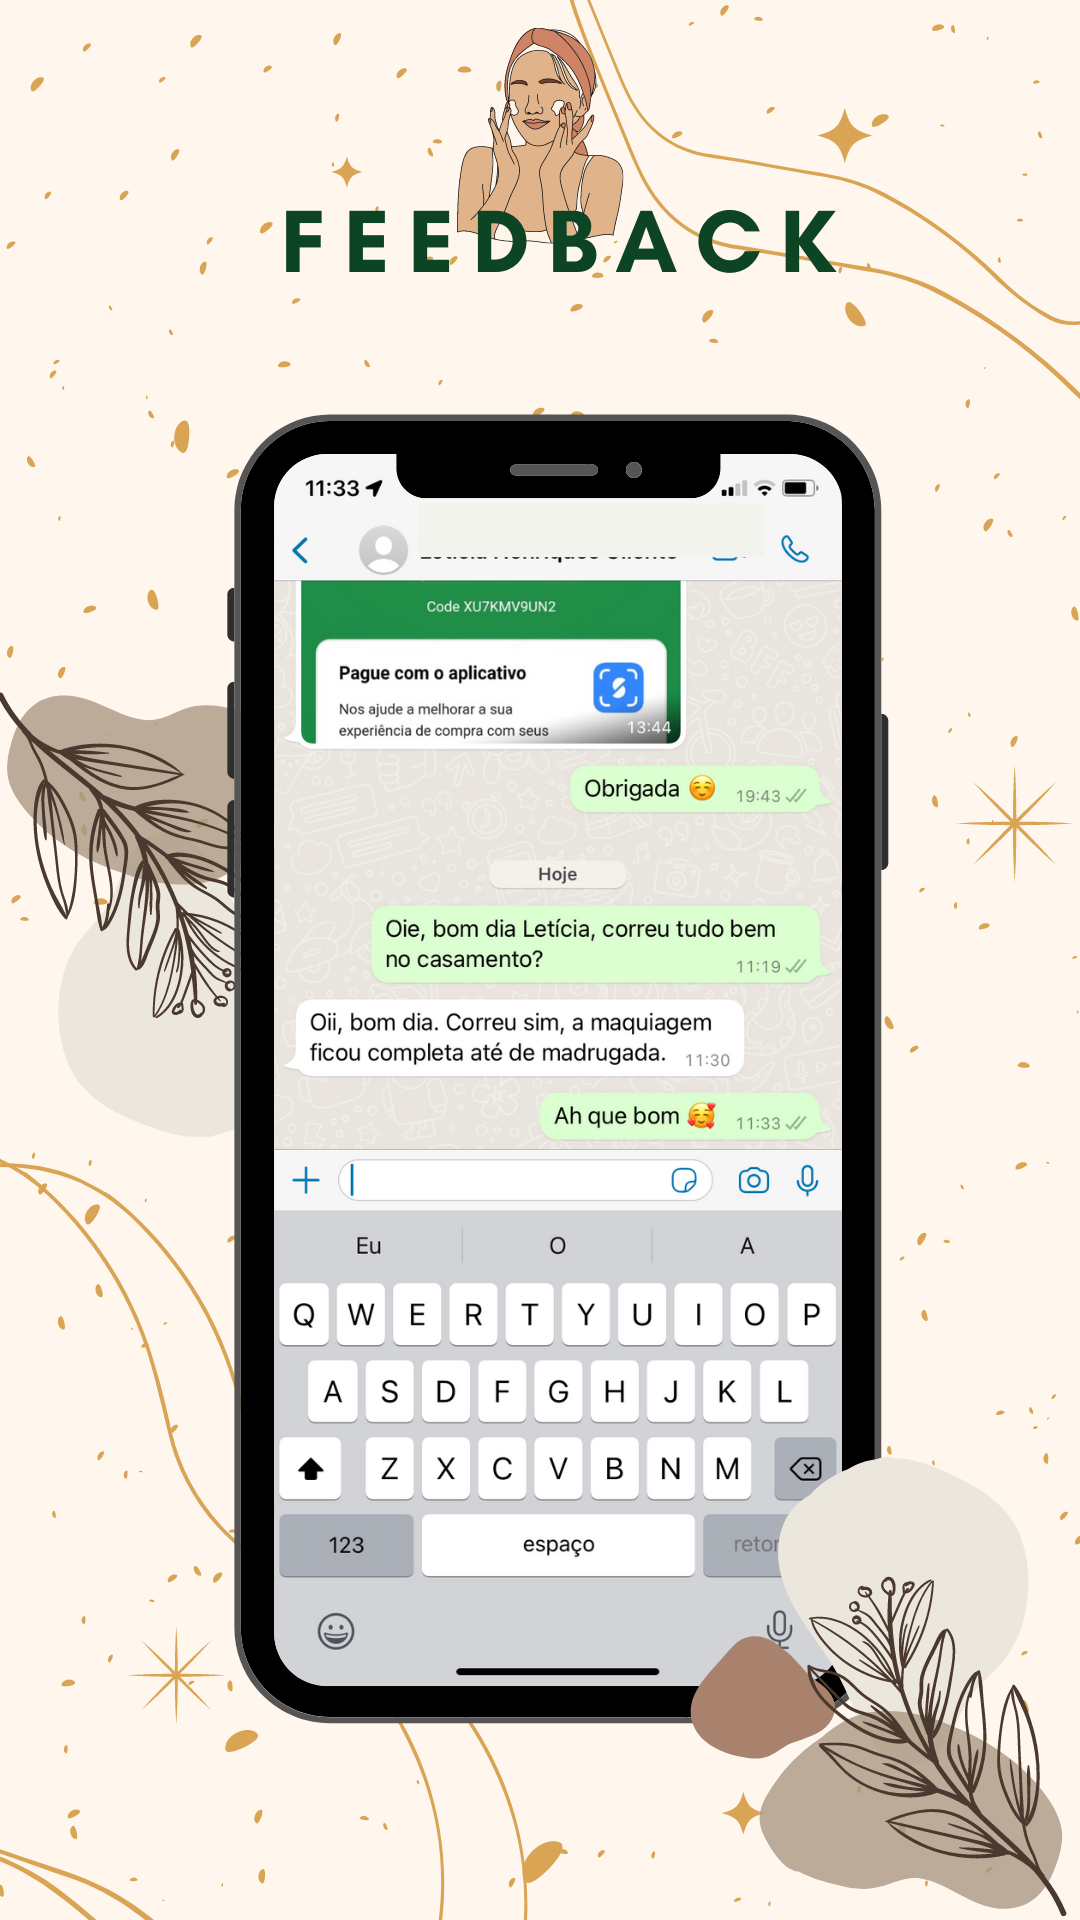 FEEDBACK
11:33
Code XU7KMV9UN2
Pague com o aplicativo
Nos ajude a melhorar a sua
experiência de compra com seus
13:44
Obrigada ☺️ 19:43
Hoje
Oie, bom dia Letícia, correu tudo bem
no casamento? 11:19
Oii, bom dia. Correu sim, a maquiagem
ficou completa até de madrugada. 11:30
Ah que bom 🥰 11:33
Eu O A
Q W E R T Y U I O P
A S D F G H J K L
Z X C V B N M
123 espaço